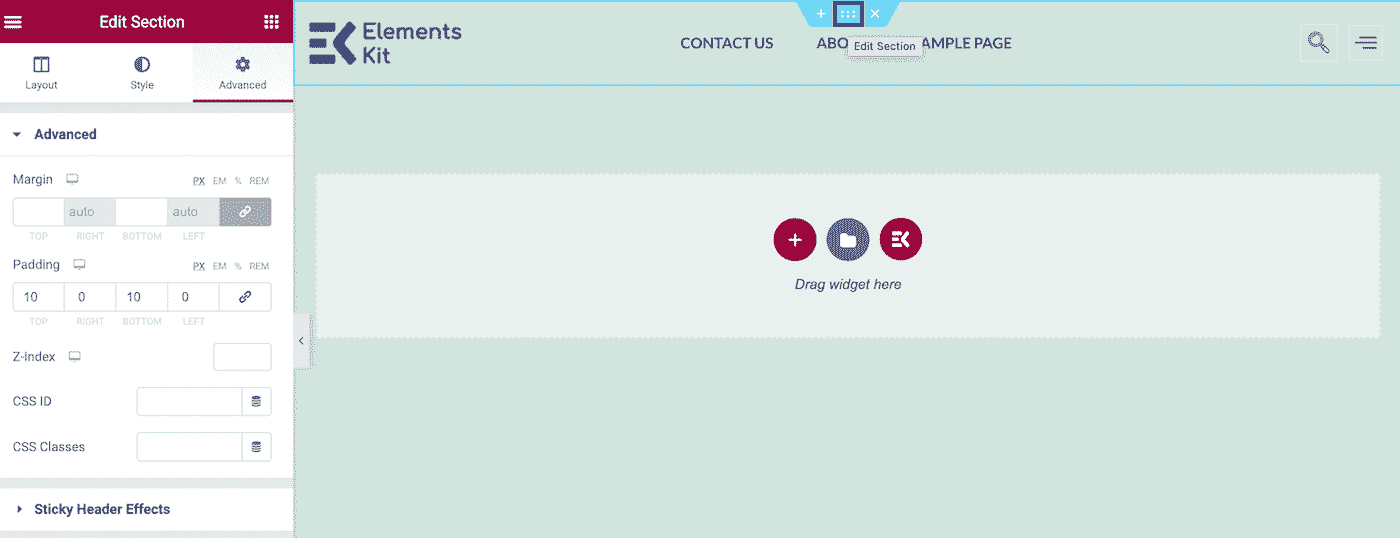 Edit Section
Layout Style Advanced
Advanced
Margin PX EM % REM
auto auto
TOP RIGHT BOTTOM LEFT
Padding PX EM % REM
10 0 10 0
TOP RIGHT BOTTOM LEFT
Z-Index
CSS ID
CSS Classes
Sticky Header Effects
Elements
Kit
CONTACT US ABO AMPLE PAGE
Edit Section
Drag widget here